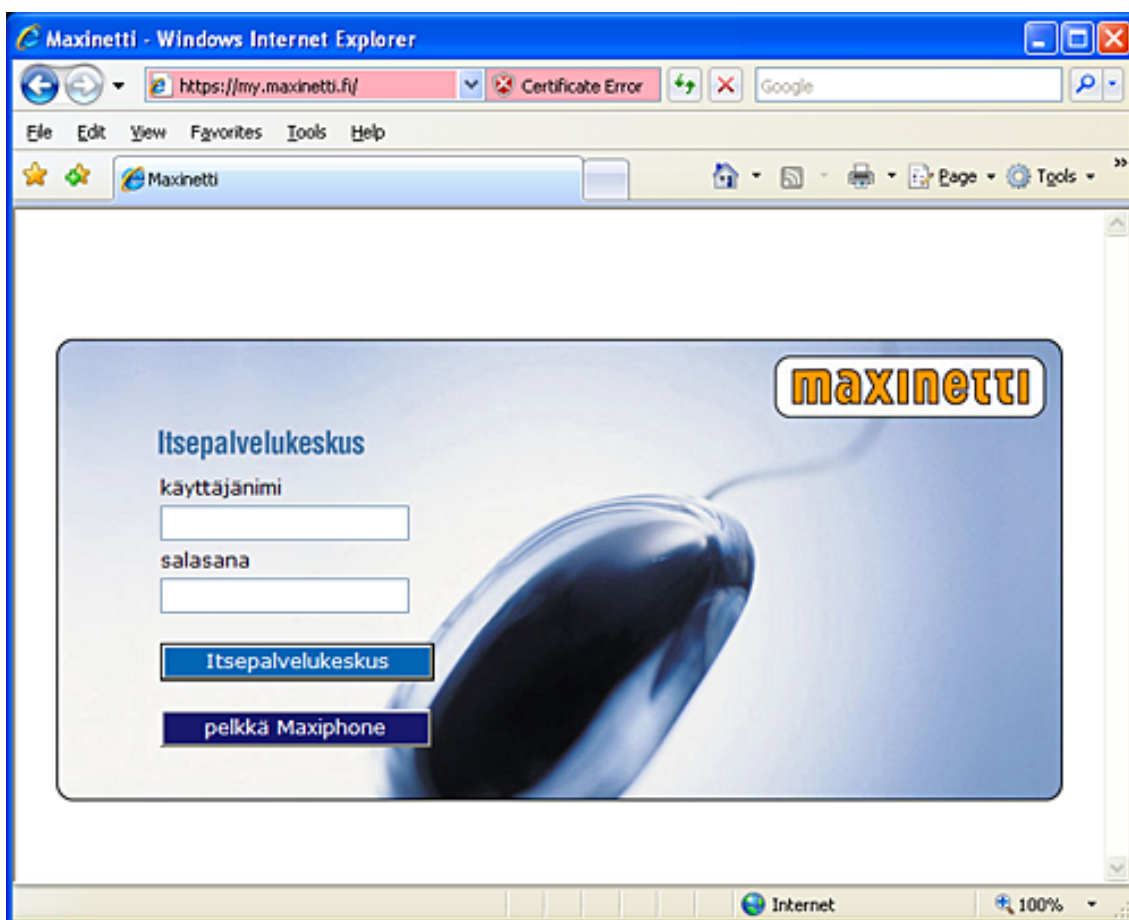 Maxinetti - Windows Internet Explorer
https://my.maxinetti.fi/ Certificate Error Google
File Edit View Favorites Tools Help
Maxinetti Page Tools »
maxinetti
Itsepalvelukeskus
käyttäjänimi
salasana
Itsepalvelukeskus
pelkkä Maxiphone
Internet 100%